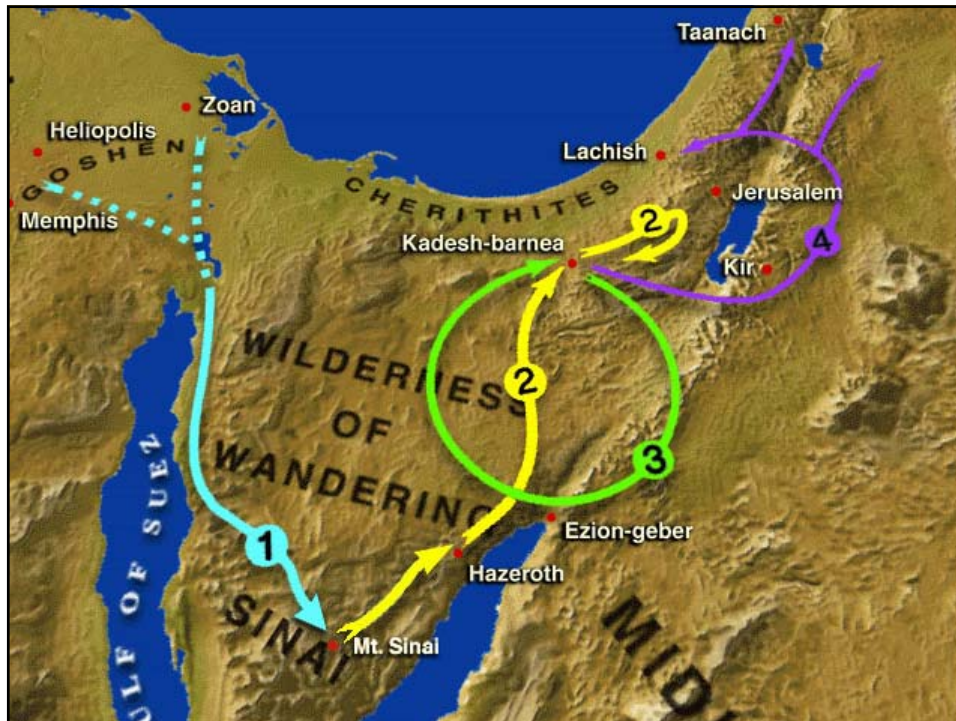 Taanach
Zoan
Heliopolis
GOSHEN
Lachish
Memphis
CHERITHITES
Jerusalem
2
Kadesh-barnea
4
Kir
WILDERNESS
2
OF
WANDERING
3
Ezion-geber
1
Hazeroth
GULF OF SUEZ
SINAI
Mt. Sinai